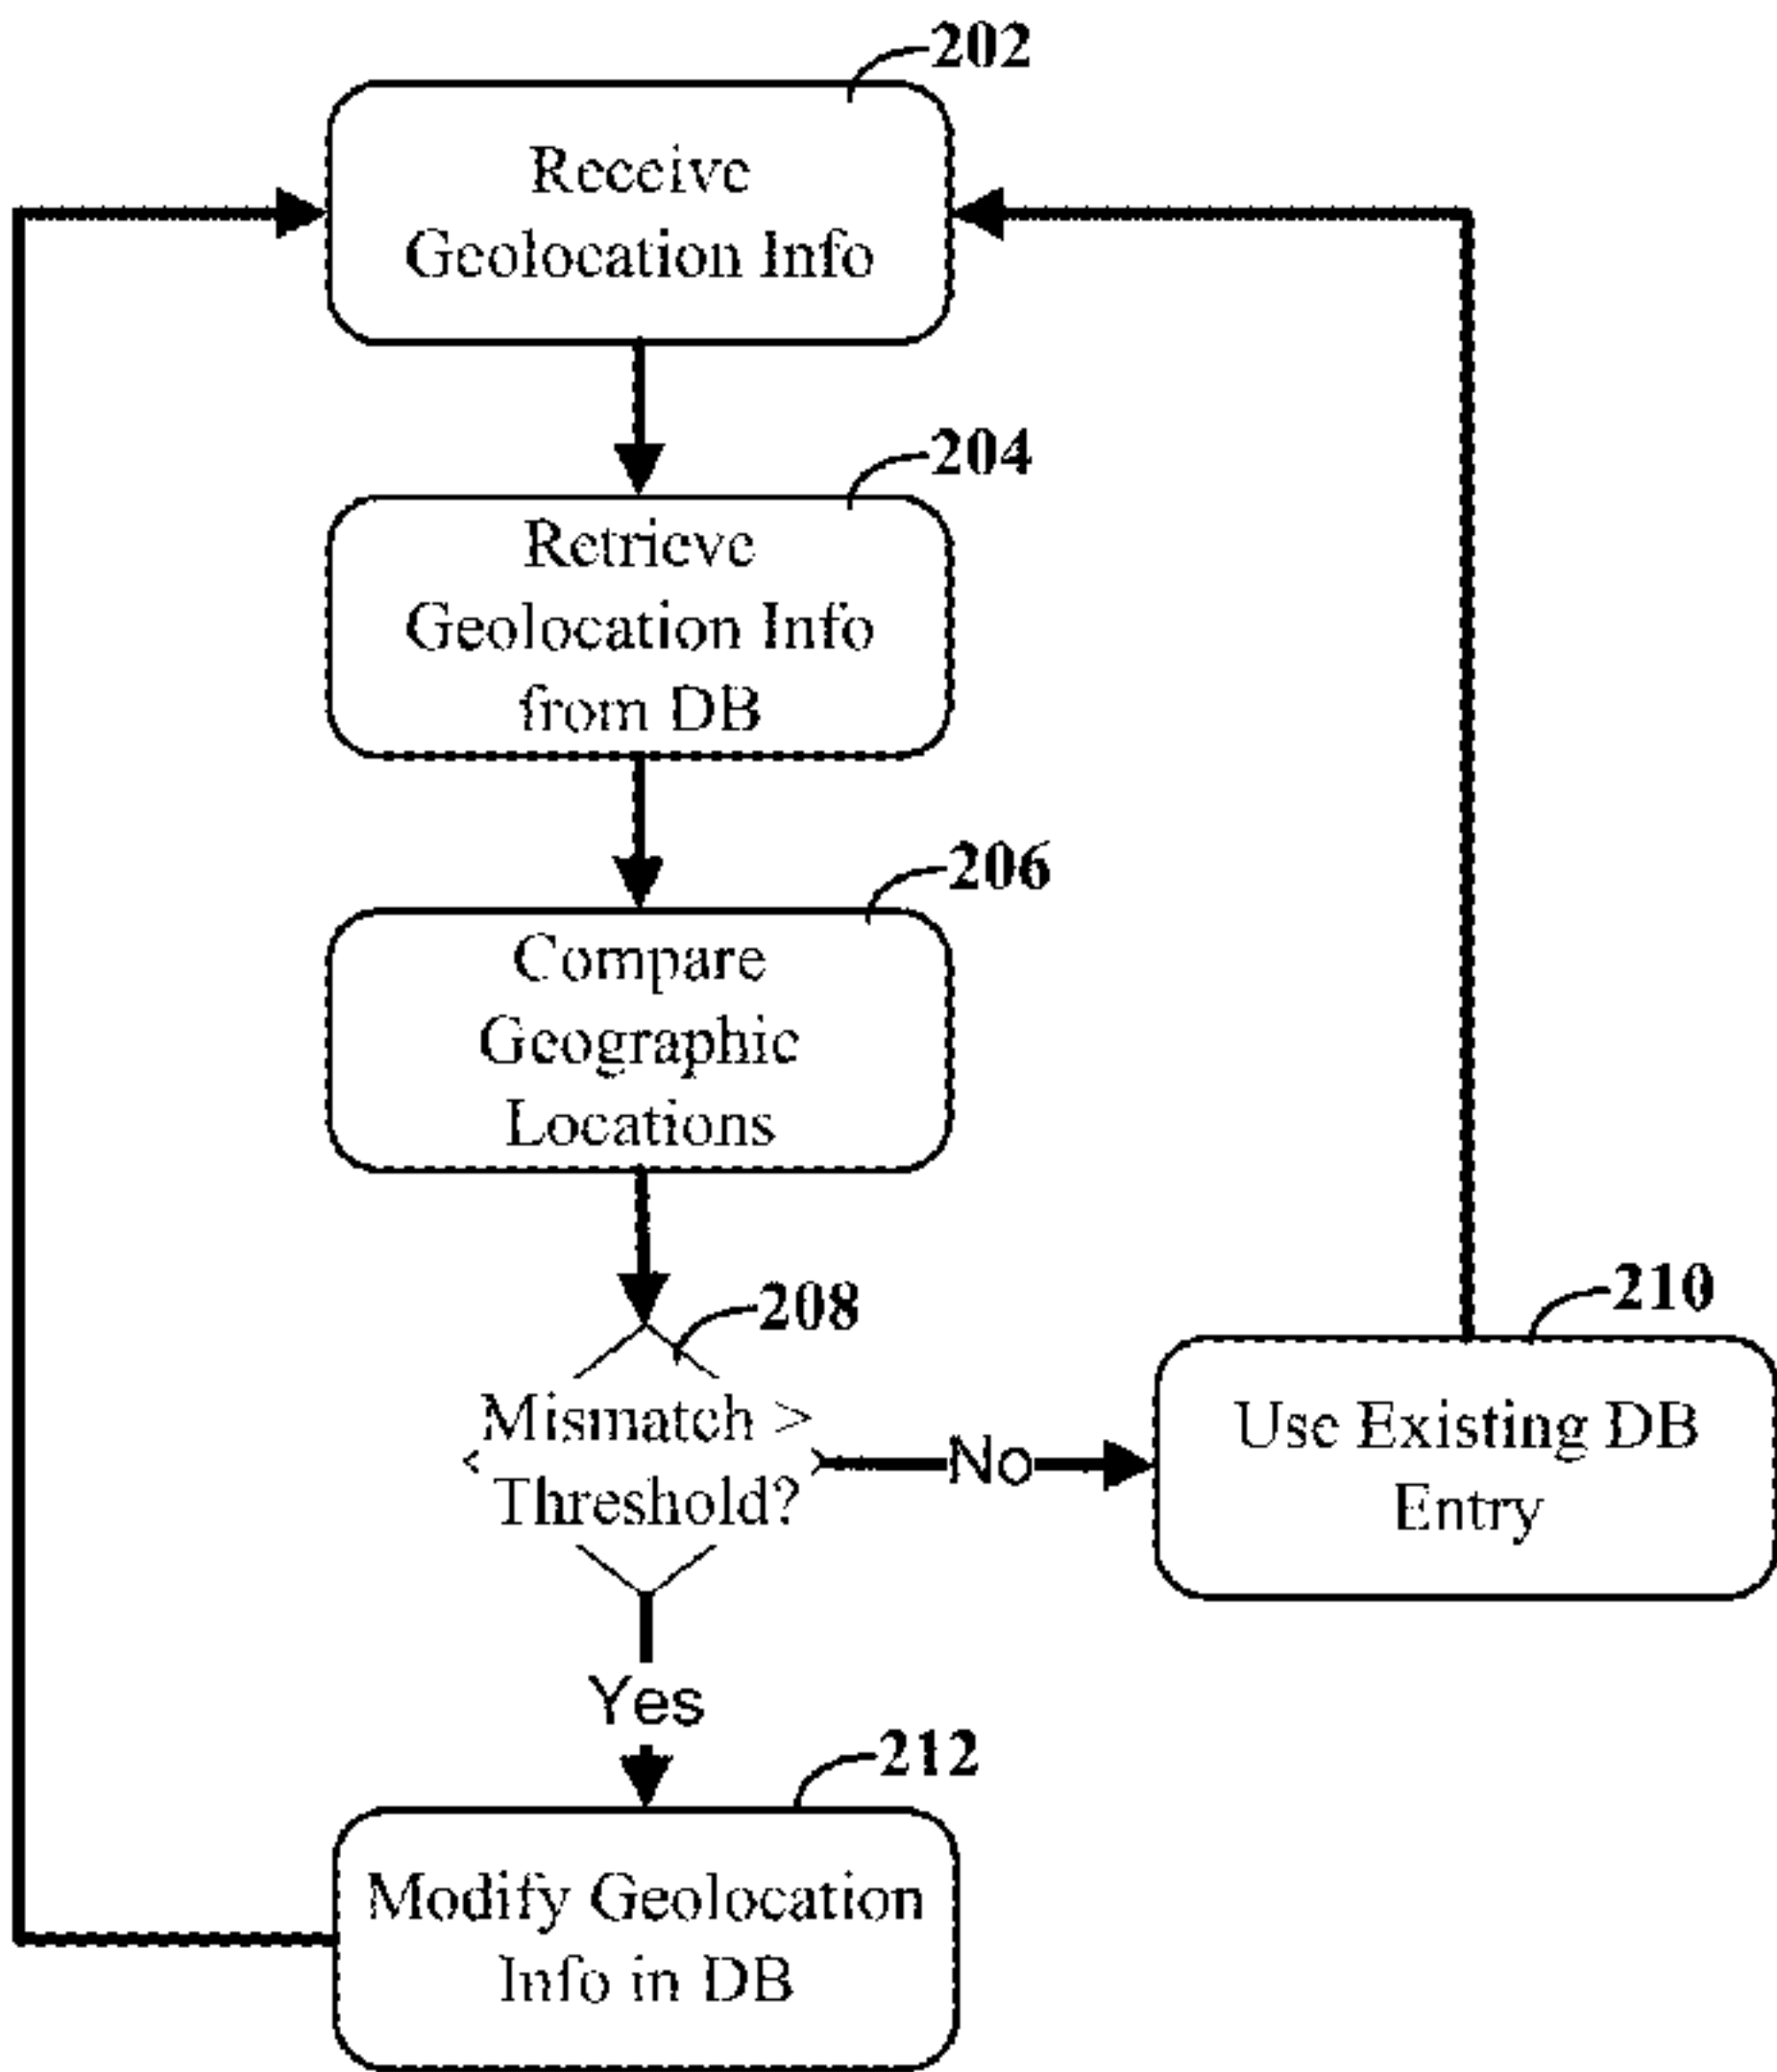 202
Receive
Geolocation Info
204
Retrieve
Geolocation Info
from DB
206
Compare
Geographic
Locations
208
Mismatch >
Threshold?
No
210
Use Existing DB
Entry
Yes
212
Modify Geolocation
Info in DB